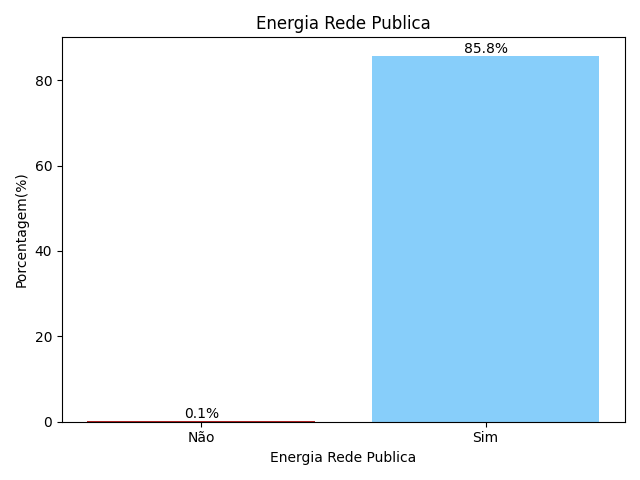 Energia Rede Publica
85.8%
80
60
40
20
0
Porcentagem(%)
0.1%
Não
Sim
Energia Rede Publica